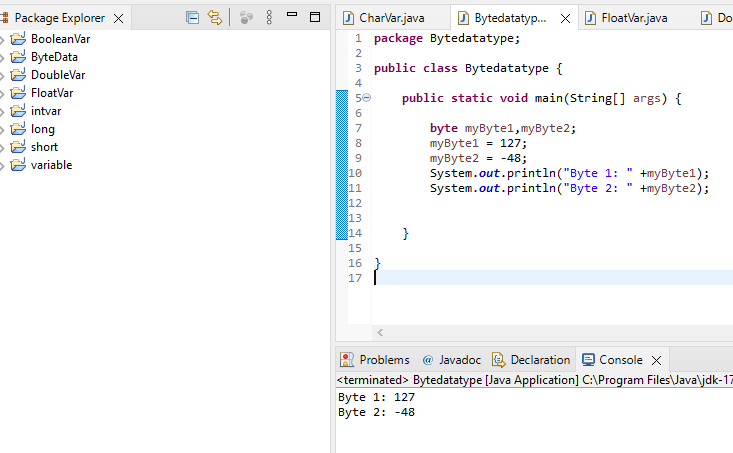 Package Explorer
BooleanVar
ByteData
DoubleVar
FloatVar
intvar
long
short
variable
CharVar.java
Bytedatatyp...
FloatVar.java
Do
1 package Bytedatatype;
2
3 public class Bytedatatype {
4
5 public static void main(String[] args) {
6
7 byte myByte1,myByte2;
8 myByte1 = 127;
9 myByte2 = -48;
10 System.out.println("Byte 1: " +myByte1);
11 System.out.println("Byte 2: " +myByte2);
12
13
14 }
15
16 }
17
Problems @ Javadoc Declaration Console
<terminated> Bytedatatype [Java Application] C:\Program Files\Java\jdk-17
Byte 1: 127
Byte 2: -48